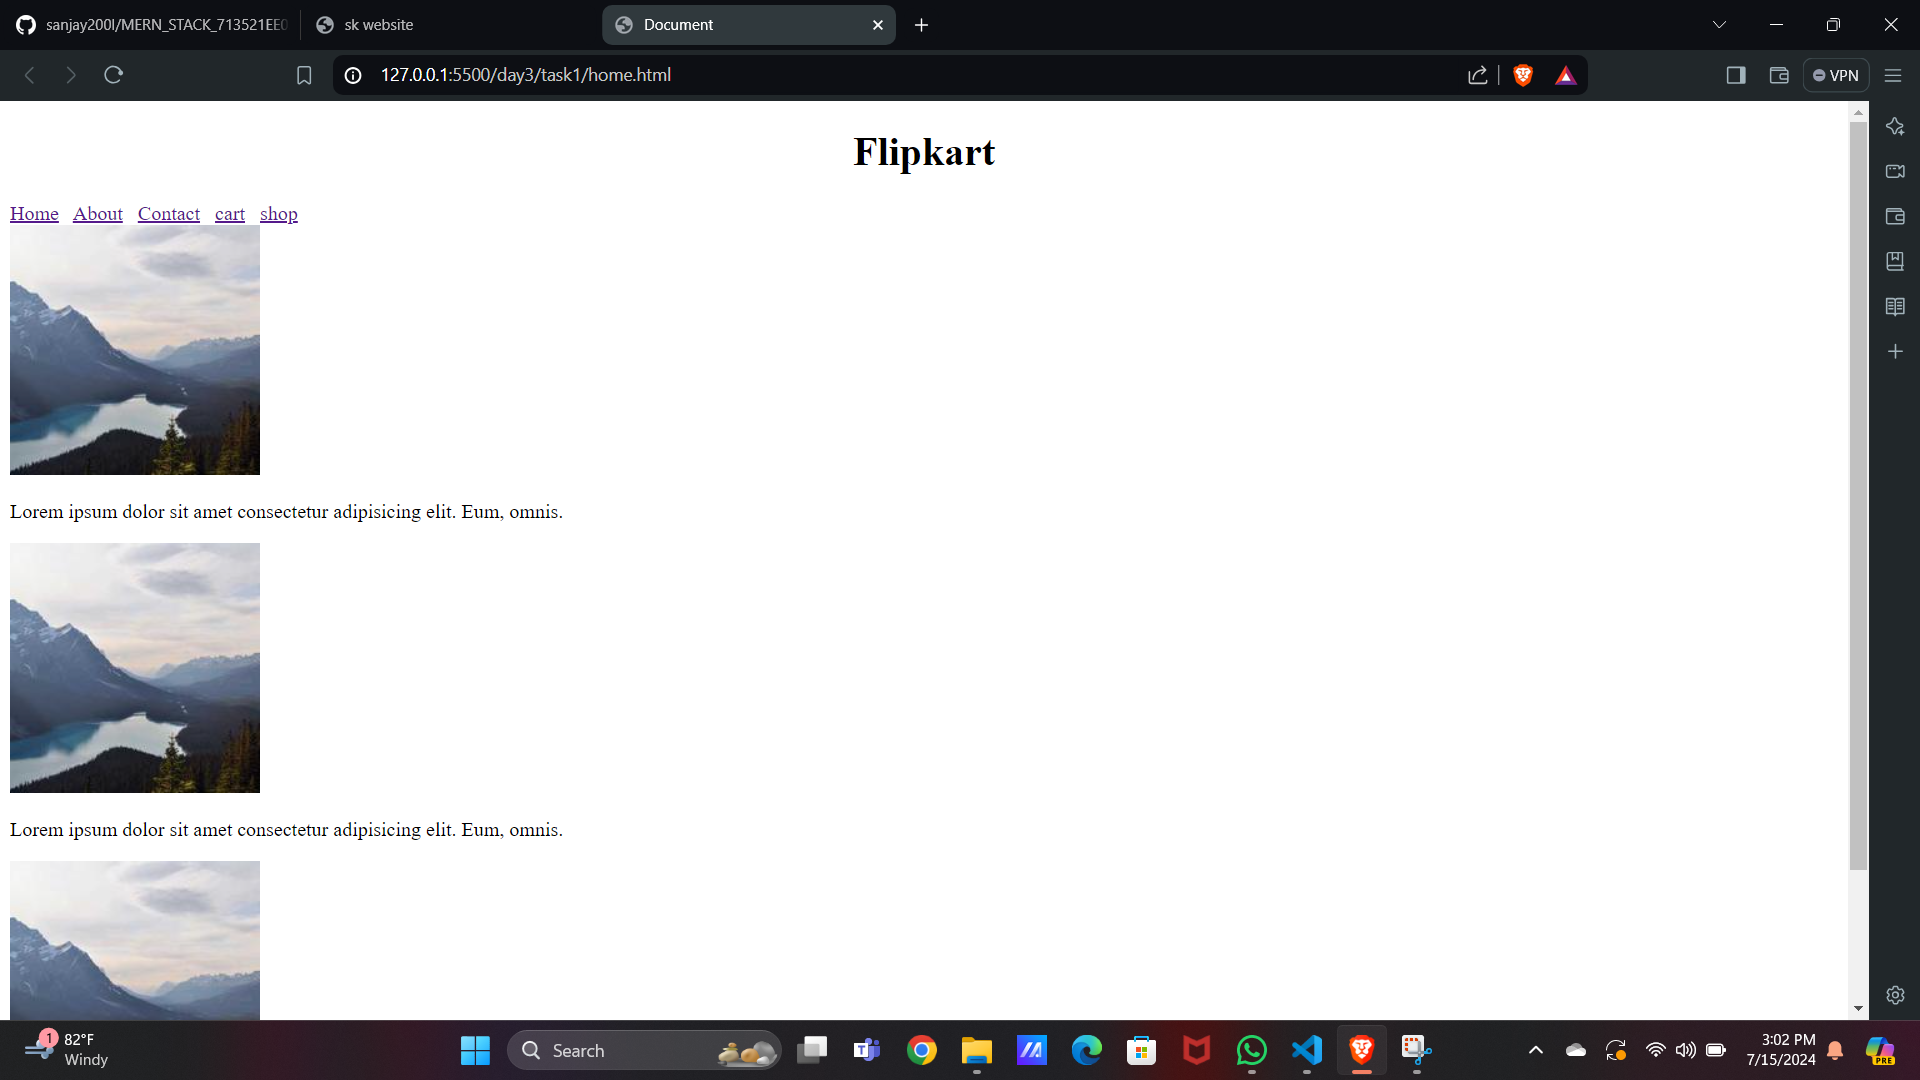 sanjay200l/MERN_STACK_713521EE0
sk website
Document
127.0.0.1:5500/day3/task1/home.html
VPN
Flipkart
Home About Contact cart shop
Lorem ipsum dolor sit amet consectetur adipisicing elit. Eum, omnis.
Lorem ipsum dolor sit amet consectetur adipisicing elit. Eum, omnis.
1
82°F
Windy
Search
3:02 PM
7/15/2024
PRE